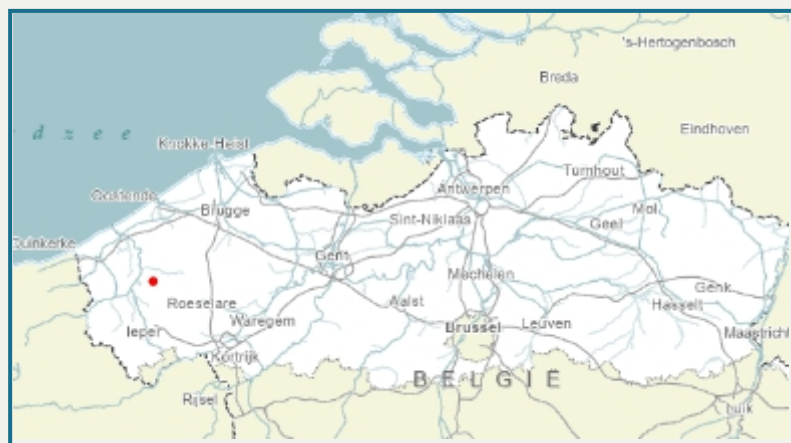 's-Hertogenbosch
Breda
dzee
Eindhoven
Knokke-Heist
Turnhout
Oostende
Antwerpen
Brugge
Sint-Niklaas
Mol
Geel
Duinkerke
Gent
Mechelen
Genk
Roeselare
Aalst
Hasselt
Waregem
Brussel
Leuven
Ieper
Maastricht
Kortrijk
BELGIË
Rijsel
Luik